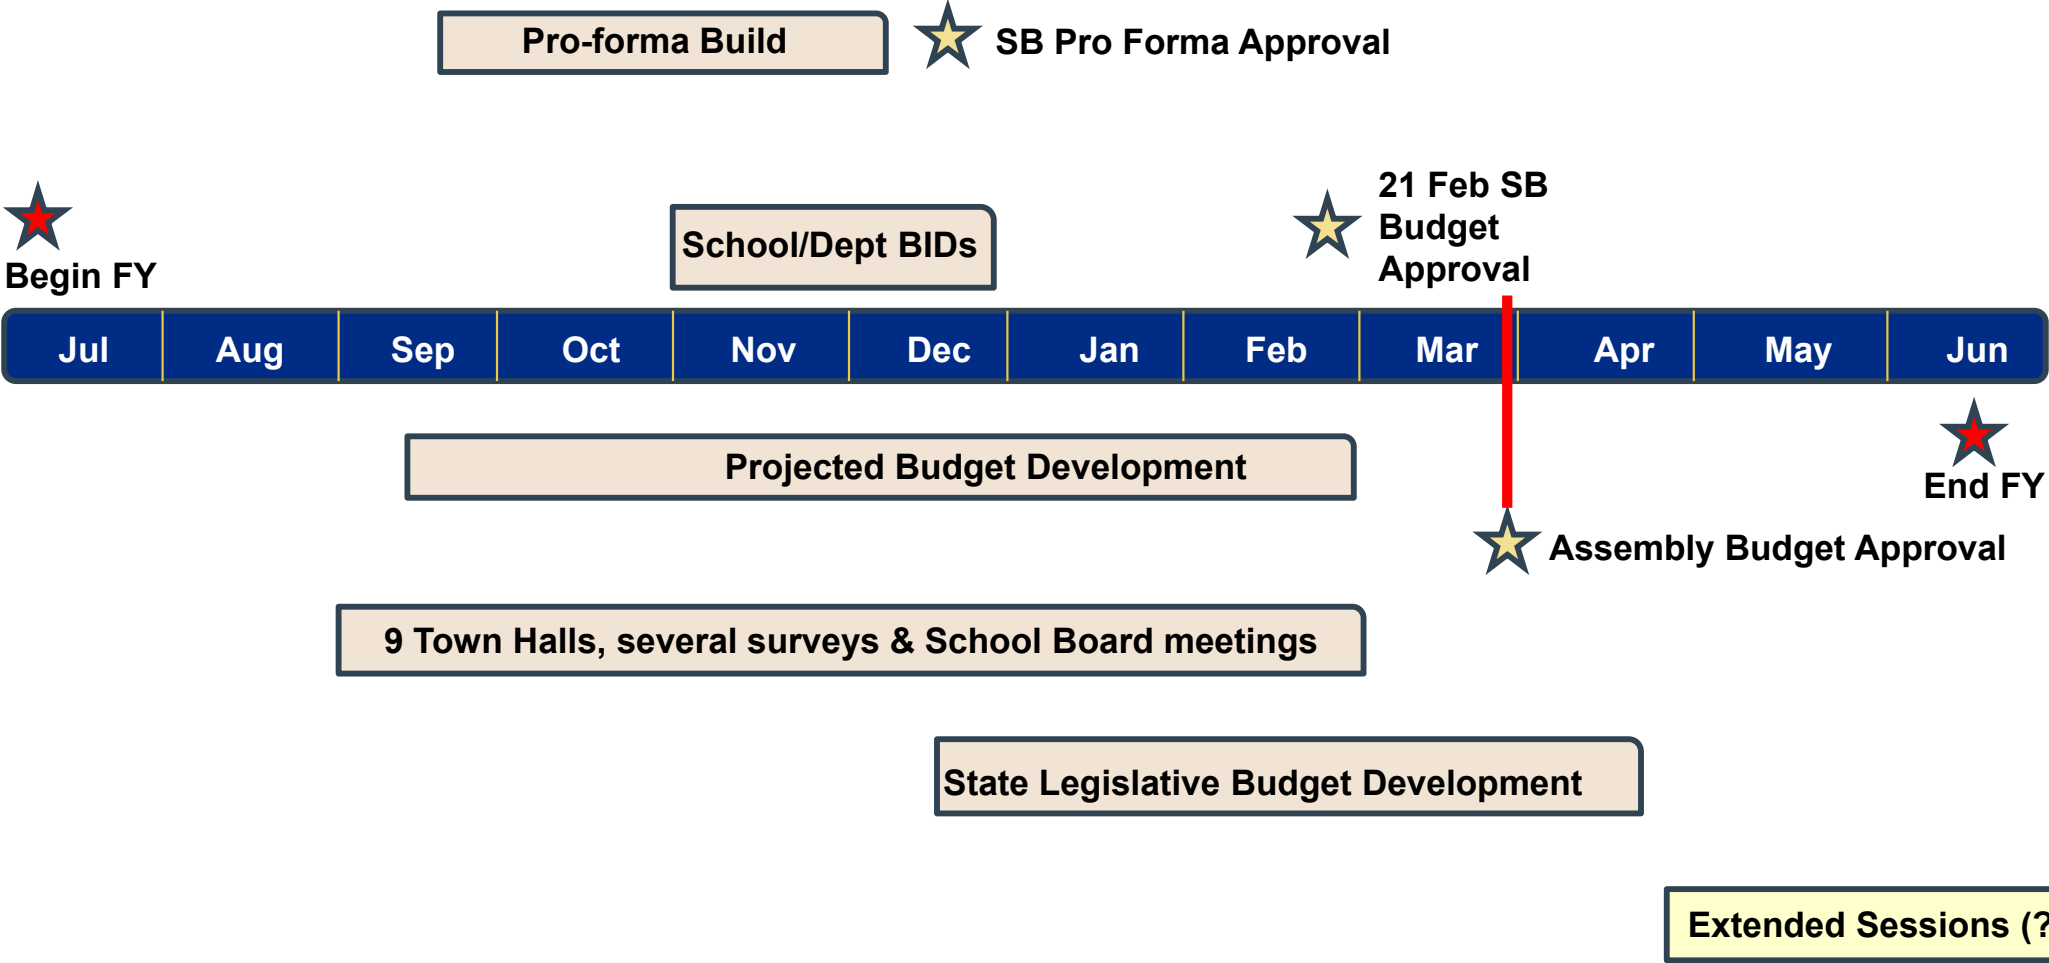 Pro-forma Build
SB Pro Forma Approval
21 Feb SB
Budget
Approval
School/Dept BIDs
Begin FY
Jul Aug Sep Oct Nov Dec Jan Feb Mar Apr May Jun
Projected Budget Development
End FY
Assembly Budget Approval
9 Town Halls, several surveys & School Board meetings
State Legislative Budget Development
Extended Sessions (?